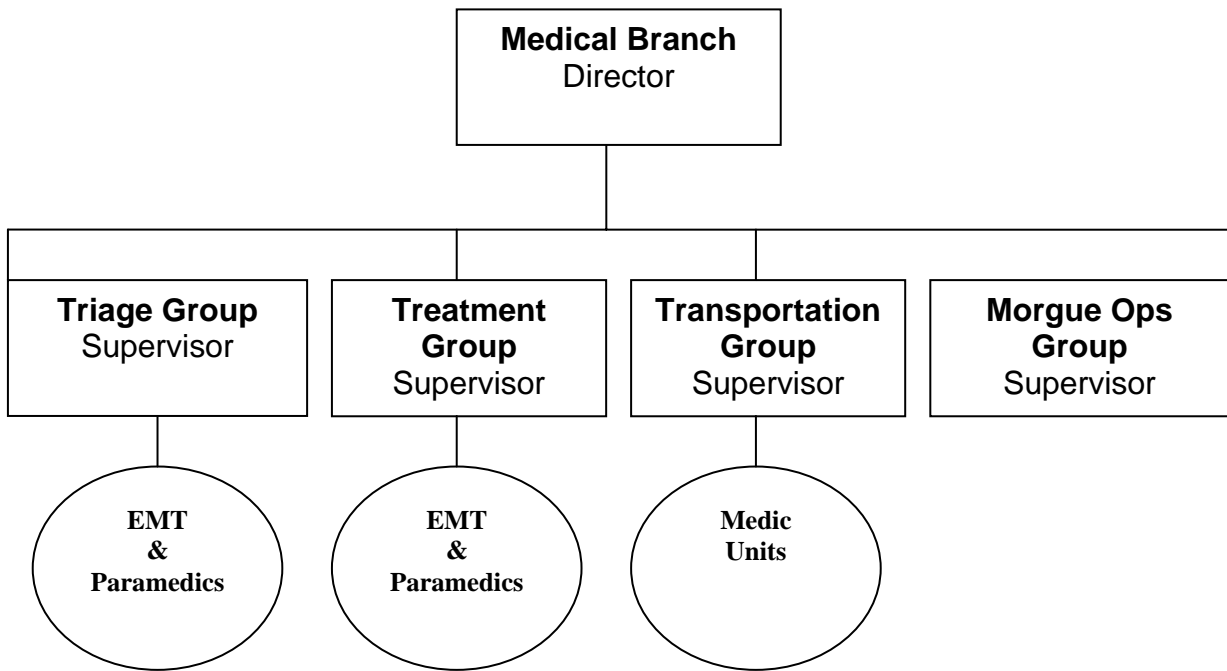 Medical Branch
Director
Triage Group
Supervisor
Treatment
Group
Supervisor
Transportation
Group
Supervisor
Morgue Ops
Group
Supervisor
EMT
&
Paramedics
EMT
&
Paramedics
Medic
Units